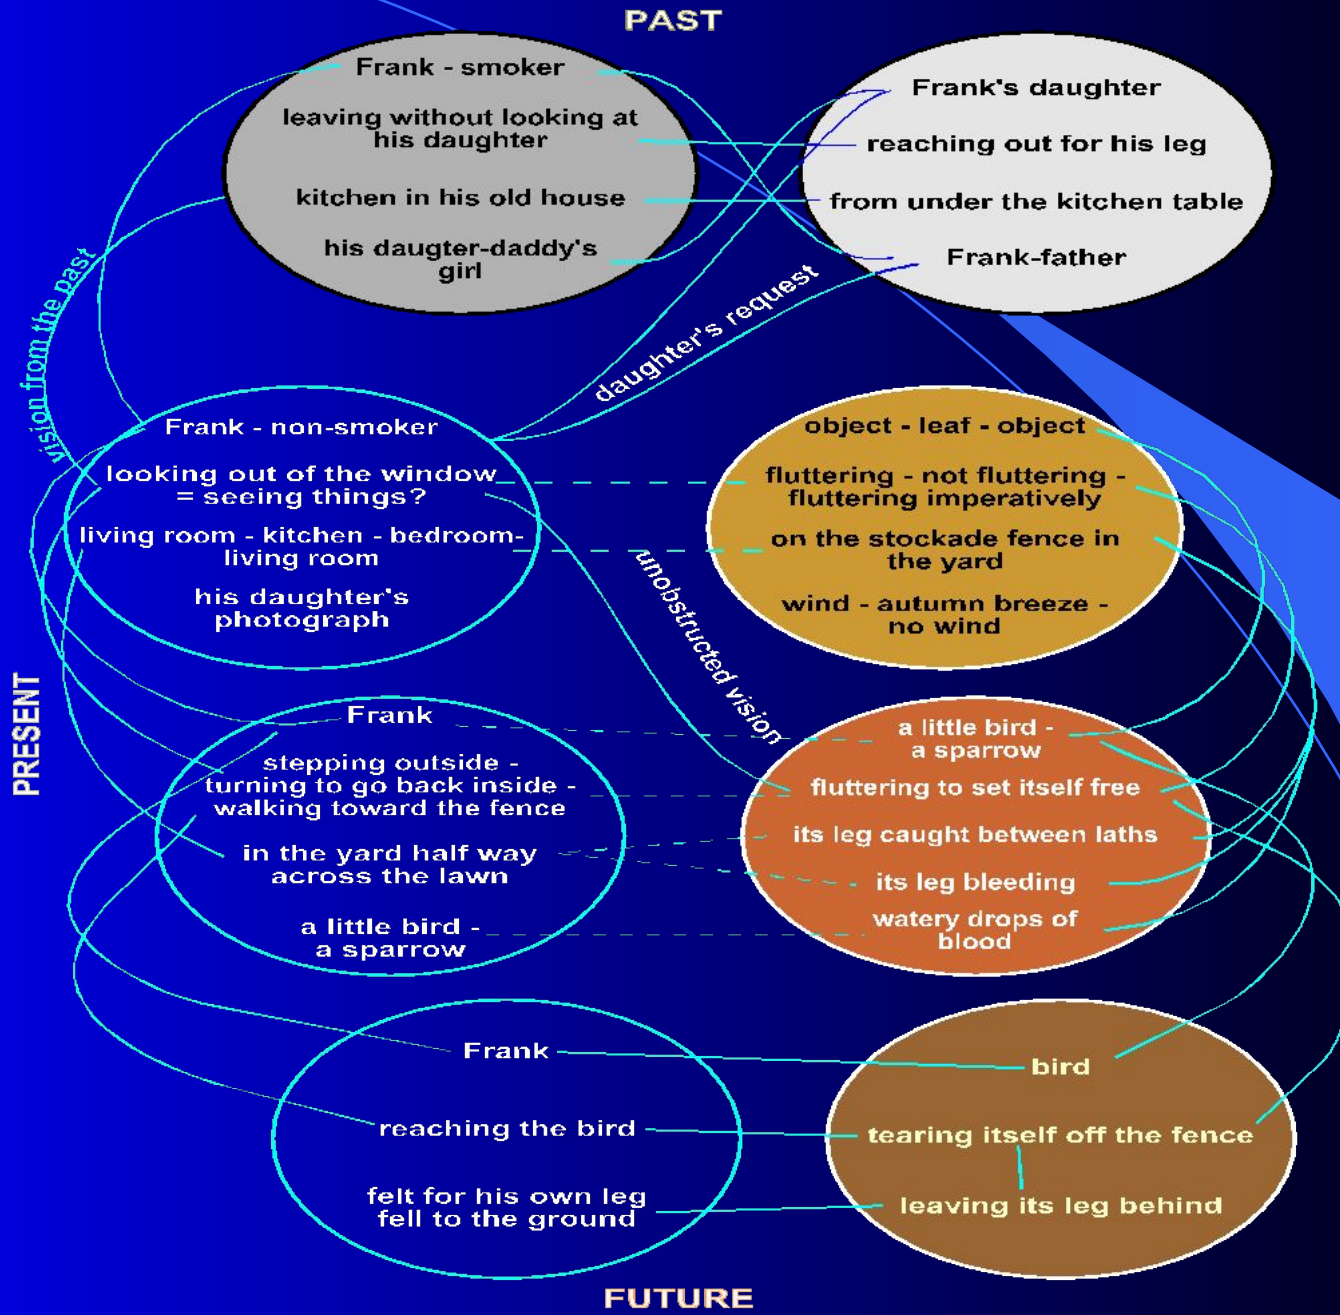 PAST
Frank - smoker
leaving without looking at
his daughter
kitchen in his old house
his daugter-daddy's
girl
Frank's daughter
reaching out for his leg
from under the kitchen table
Frank-father
vision from the past
daughter's request
Frank - non-smoker
looking out of the window
= seeing things?
living room - kitchen - bedroom-
living room
his daughter's
photograph
object - leaf - object
fluttering - not fluttering -
fluttering imperatively
on the stockade fence in
the yard
wind - autumn breeze -
no wind
unobstructed vision
PRESENT
Frank
stepping outside -
turning to go back inside -
walking toward the fence
in the yard half way
across the lawn
a little bird -
a sparrow
a little bird -
a sparrow
fluttering to set itself free
its leg caught between laths
its leg bleeding
watery drops of
blood
Frank
reaching the bird
felt for his own leg
fell to the ground
bird
tearing itself off the fence
leaving its leg behind
FUTURE